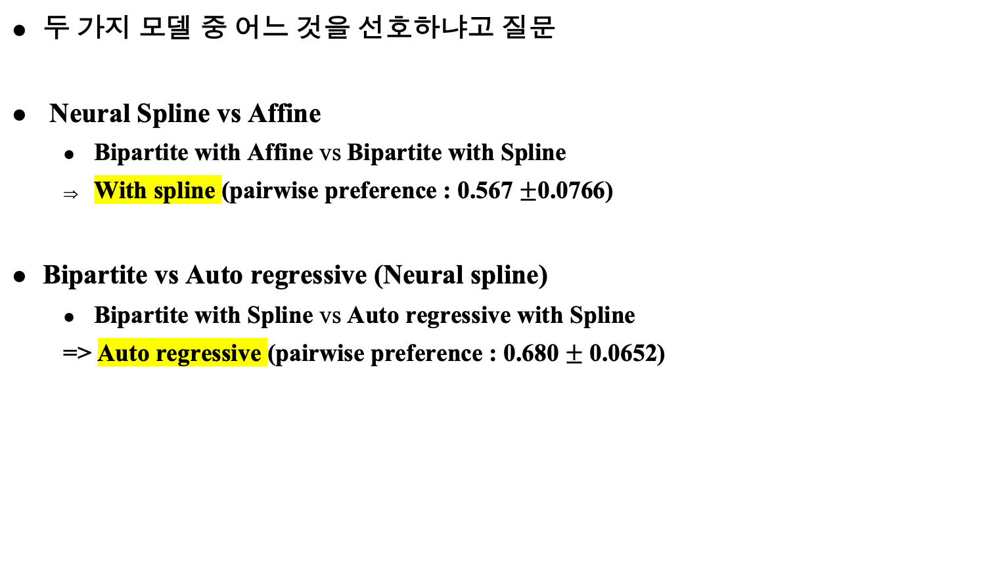 ● 두 가지 모델 중 어느 것을 선호하냐고 질문
● Neural Spline vs Affine
● Bipartite with Affine vs Bipartite with Spline
⇒ With spline (pairwise preference : 0.567 ±0.0766)
● Bipartite vs Auto regressive (Neural spline)
● Bipartite with Spline vs Auto regressive with Spline
=> Auto regressive (pairwise preference : 0.680 ± 0.0652)